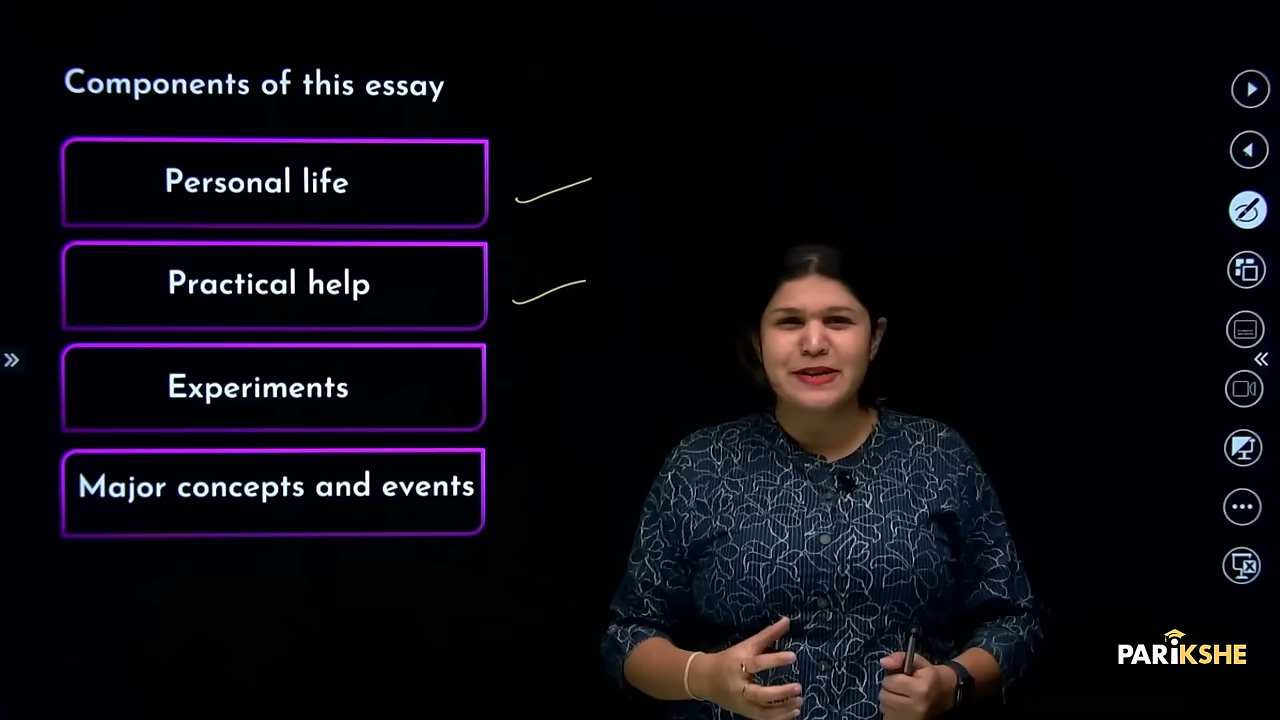 Components of this essay
Personal life
Practical help
Experiments
Major concepts and events
PARiKSHE